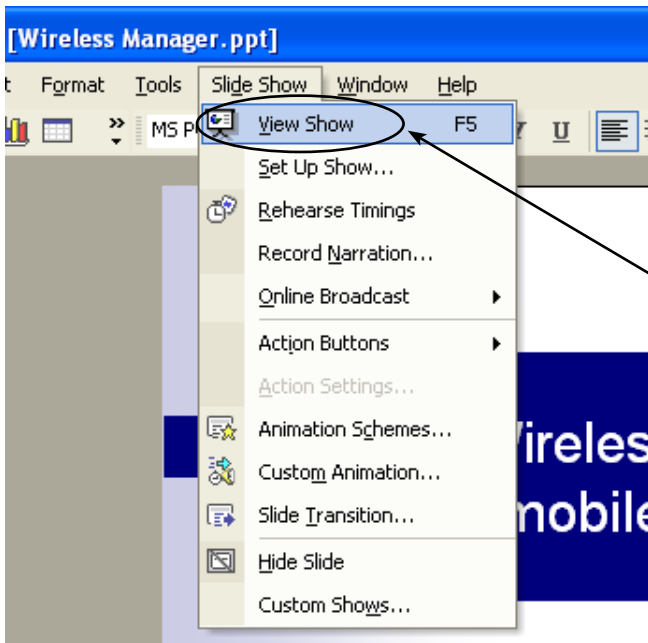 [Wireless Manager.ppt]
Format Tools Slide Show Window Help
MS P U
View Show F5
Set Up Show...
Rehearse Timings
Record Narration...
Online Broadcast
Action Buttons
Action Settings...
Animation Schemes...
Custom Animation...
Slide Transition...
Hide Slide
Custom Shows...
ireles
mobile